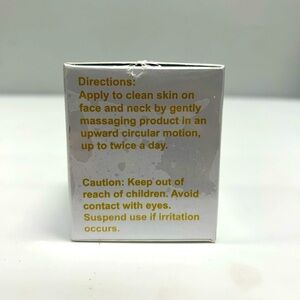 Directions:
Apply to clean skin on
face and neck by gently
massaging product in an
upward circular motion,
up to twice a day.
Caution: Keep out of
reach of children. Avoid
contact with eyes.
Suspend use if irritation
occurs.